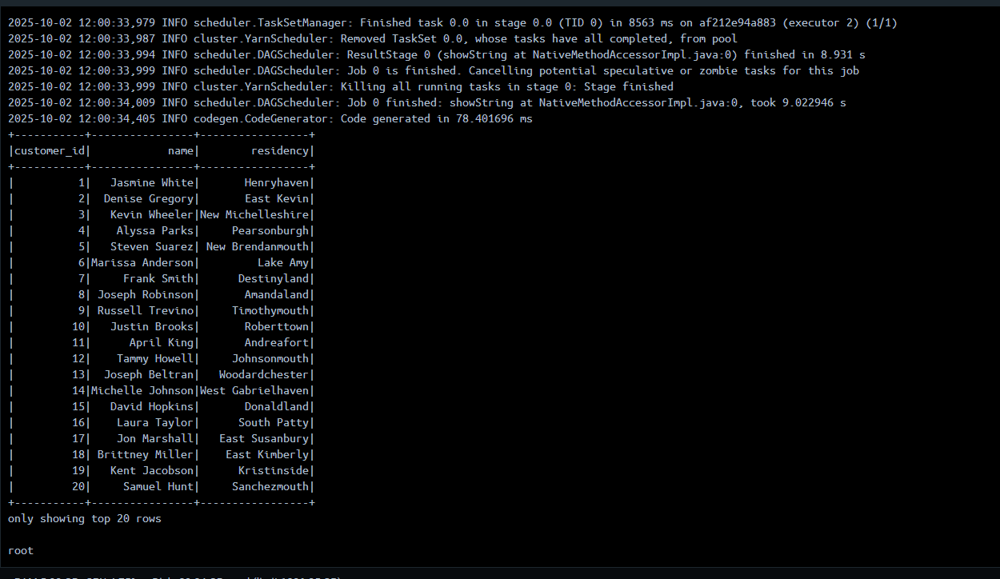 2025-10-02 12:00:33,979 INFO scheduler.TaskSetManager: Finished task 0.0 in stage 0.0 (TID 0) in 8563 ms on af212e94a883 (executor 2) (1/1)
2025-10-02 12:00:33,987 INFO cluster.YarnScheduler: Removed TaskSet 0.0, whose tasks have all completed, from pool
2025-10-02 12:00:33,994 INFO scheduler.DAGScheduler: ResultStage 0 (showString at NativeMethodAccessorImpl.java:0) finished in 8.931 s
2025-10-02 12:00:33,999 INFO scheduler.DAGScheduler: Job 0 is finished. Cancelling potential speculative or zombie tasks for this job
2025-10-02 12:00:33,999 INFO cluster.YarnScheduler: Killing all running tasks in stage 0: Stage finished
2025-10-02 12:00:34,009 INFO scheduler.DAGScheduler: Job 0 finished: showString at NativeMethodAccessorImpl.java:0, took 9.022946 s
2025-10-02 12:00:34,405 INFO codegen.CodeGenerator: Code generated in 78.401696 ms
+-----------+----------------+-----------------+
|customer_id|            name|        residency|
+-----------+----------------+-----------------+
|          1|   Jasmine White|       Henryhaven|
|          2|  Denise Gregory|       East Kevin|
|          3|   Kevin Wheeler|New Michelleshire|
|          4|    Alyssa Parks|     Pearsonburgh|
|          5|   Steven Suarez| New Brendanmouth|
|          6|Marissa Anderson|         Lake Amy|
|          7|     Frank Smith|      Destinyland|
|          8| Joseph Robinson|       Amandaland|
|          9| Russell Trevino|     Timothymouth|
|         10|   Justin Brooks|       Roberttown|
|         11|      April King|       Andreafort|
|         12|    Tammy Howell|     Johnsonmouth|
|         13|  Joseph Beltran|   Woodardchester|
|         14|Michelle Johnson|West Gabrielhaven|
|         15|   David Hopkins|       Donaldland|
|         16|    Laura Taylor|      South Patty|
|         17|    Jon Marshall|   East Susanbury|
|         18| Brittney Miller|    East Kimberly|
|         19|   Kent Jacobson|      Kristinside|
|         20|     Samuel Hunt|     Sanchezmouth|
+-----------+----------------+-----------------+
only showing top 20 rows
root